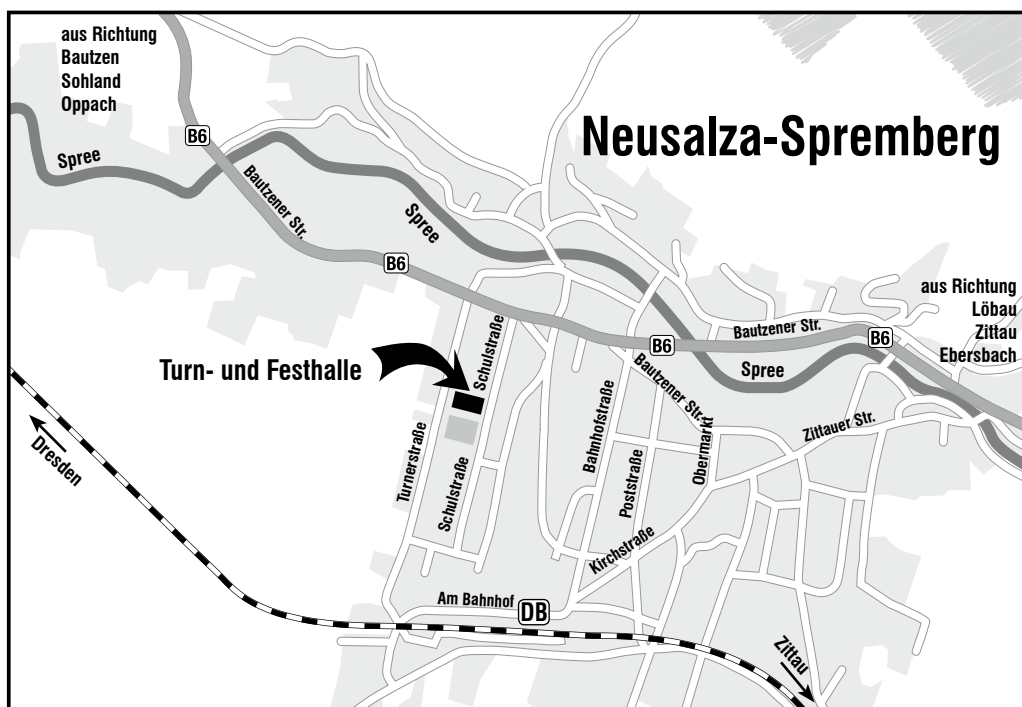 aus Richtung
Bautzen
Sohland
Oppach
B6
Neusalza-Spremberg
Spree
Bautzener Str.
Spree
B6
aus Richtung
Löbau
Zittau
Ebersbach
Bautzener Str.
B6
B6
Turn- und Festhalle
Schulstraße
Bautzener Str.
Spree
Zittauer Str.
Dresden
Turnerstraße
Schulstraße
Bahnhofstraße
Poststraße
Obermarkt
Kirchstraße
Am Bahnhof
DB
Zittau